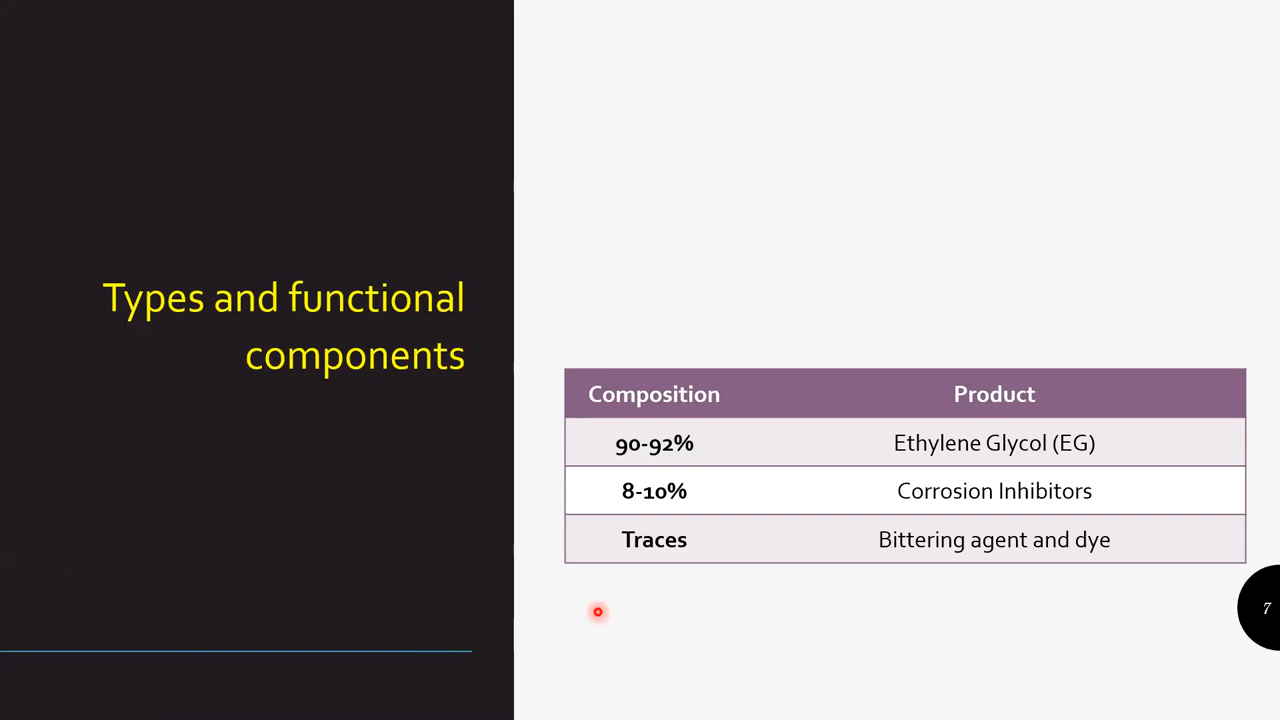 Types and functional
components
Composition Product
90-92% Ethylene Glycol (EG)
8-10% Corrosion Inhibitors
Traces Bittering agent and dye
7